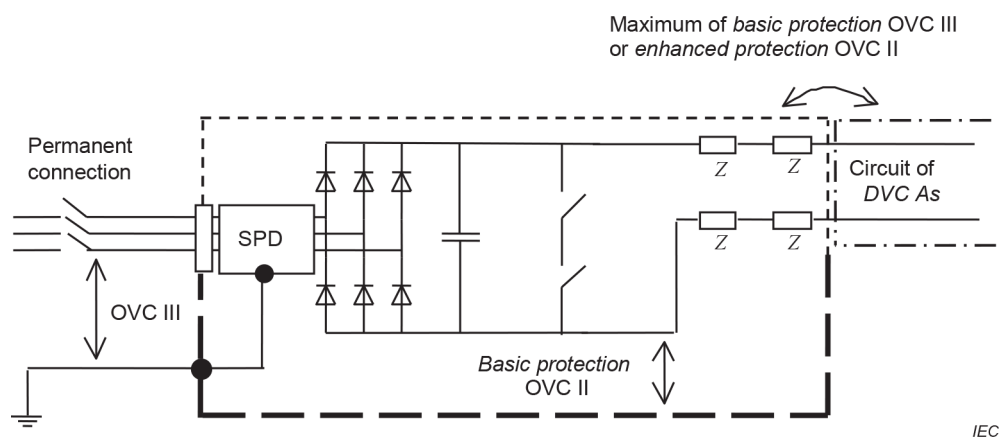 Maximum of basic protection OVC III
or enhanced protection OVC II
Permanent
connection
Z
Z
Circuit of
DVC As
SPD
Z
Z
OVC III
Basic protection
OVC II
IEC